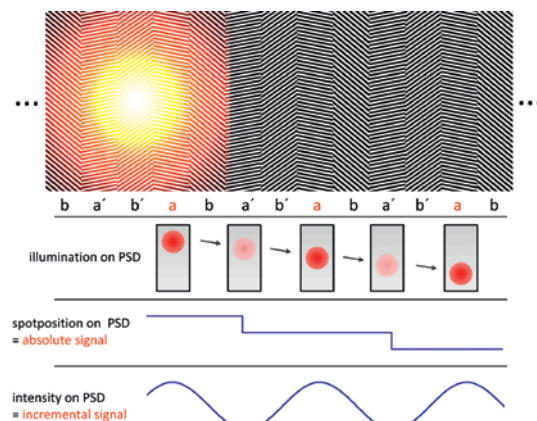 ... ...
b a´ b´ a b a´ b´ a b a´ b´ a b
illumination on PSD
spotposition on PSD
= absolute signal
intensity on PSD
= incremental signal